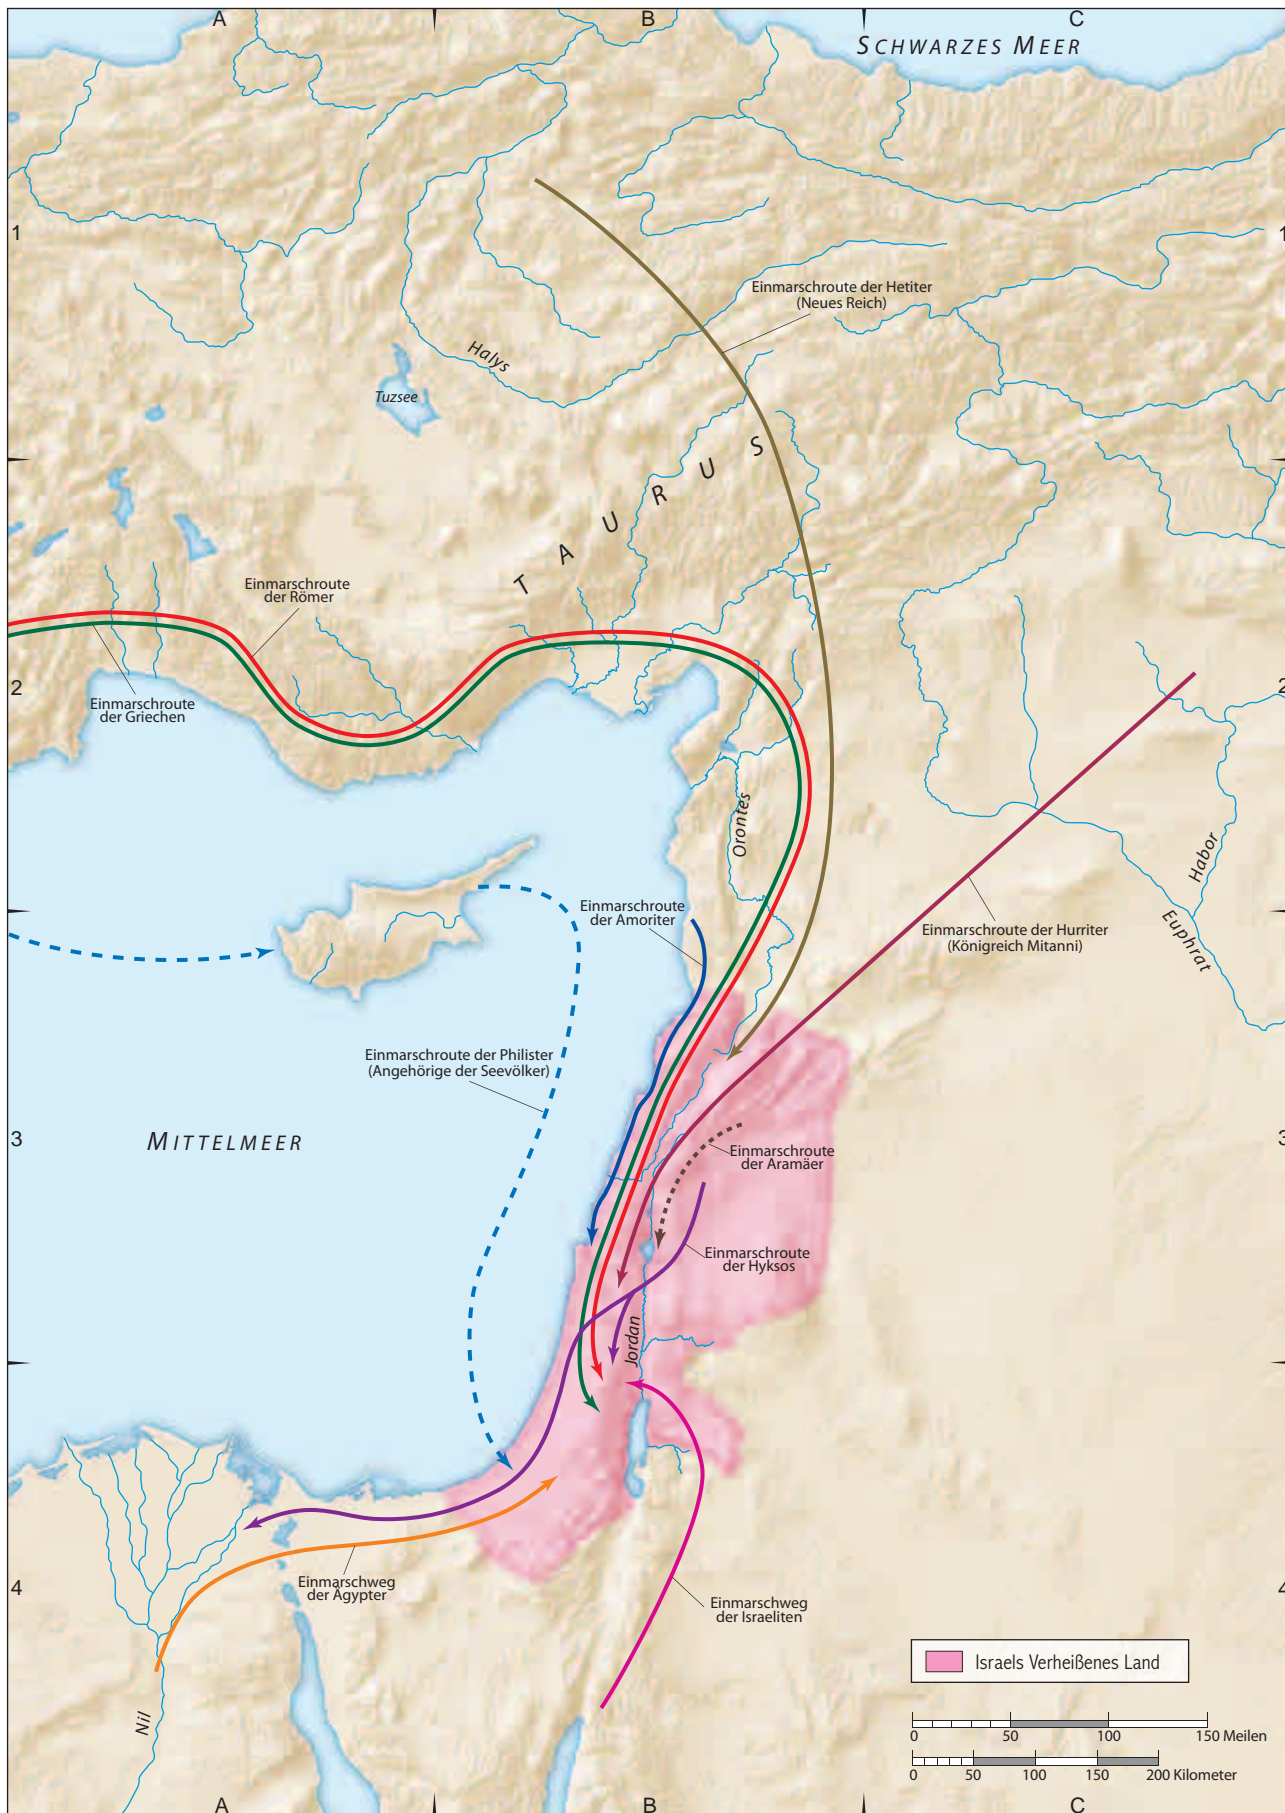 A
B
C
SCHWARZES MEER
1
1
Einmarschroute der Hetiter
(Neues Reich)
Halys
Tuzsee
TAURUS
Einmarschroute
der Römer
2
2
Einmarschroute
der Griechen
Orontes
Habor
Einmarschroute
der Amoriter
Einmarschroute der Hurriter
(Königreich Mitanni)
Euphrat
Einmarschroute der Philister
(Angehörige der Seevölker)
3
3
MITTELMEER
Einmarschroute
der Aramäer
Einmarschroute
der Hyksos
Jordan
Einmarschweg
der Ägypter
4
4
Einmarschweg
der Israeliten
Israels Verheißenes Land
Nil
0 50 100 150 Meilen
0 50 100 150 200 Kilometer
A
B
C